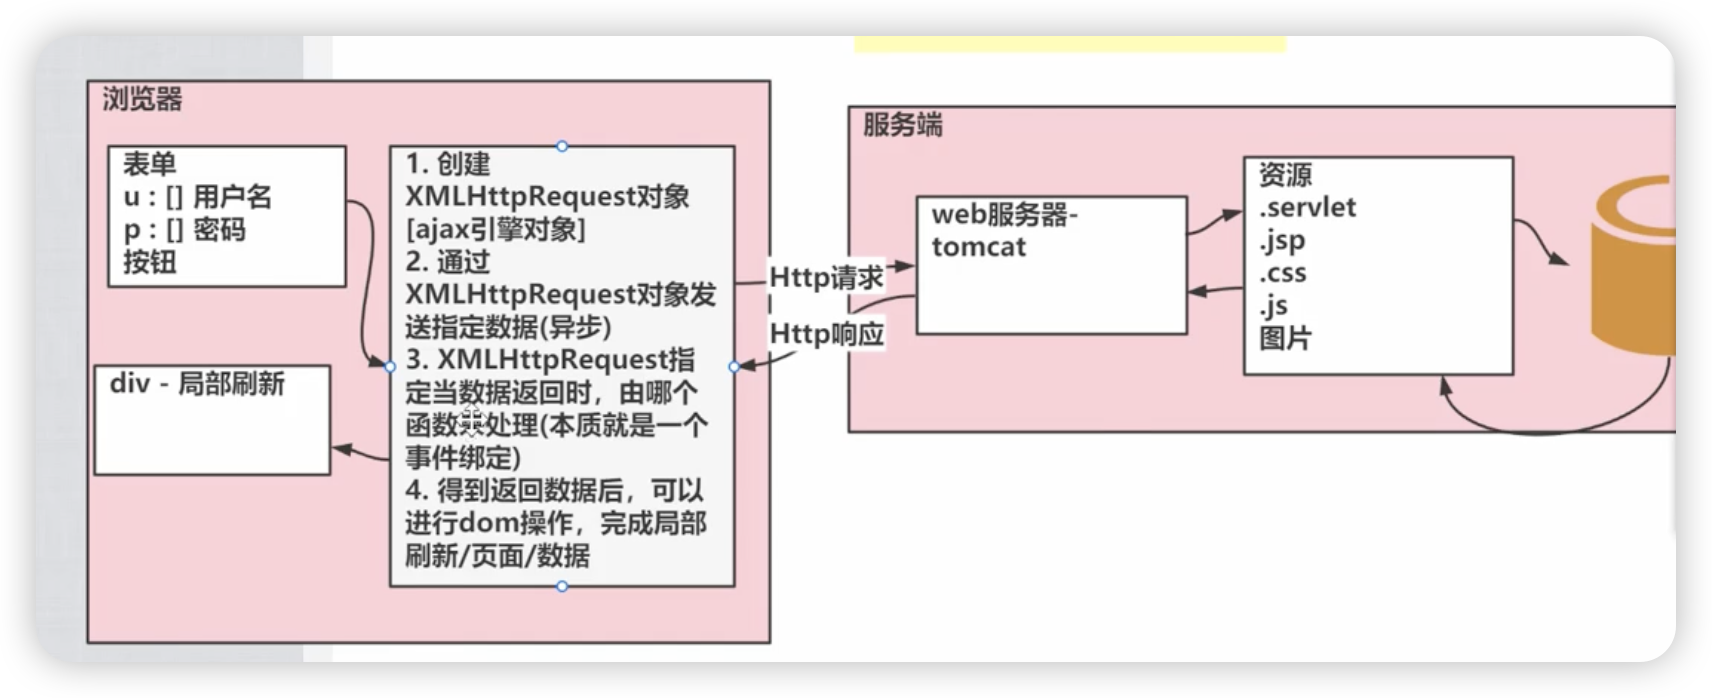 浏览器
表单
u : [] 用户名
p : [] 密码
按钮
div - 局部刷新
1. 创建
XMLHttpRequest对象
[ajax引擎对象]
2. 通过
XMLHttpRequest对象发
送指定数据(异步)
3. XMLHttpRequest指
定当数据返回时，由哪个
函数来处理(本质就是一个
事件绑定)
4. 得到返回数据后，可以
进行dom操作，完成局部
刷新/页面/数据
Http请求
Http响应
服务端
web服务器-
tomcat
资源
.servlet
.jsp
.css
.js
图片